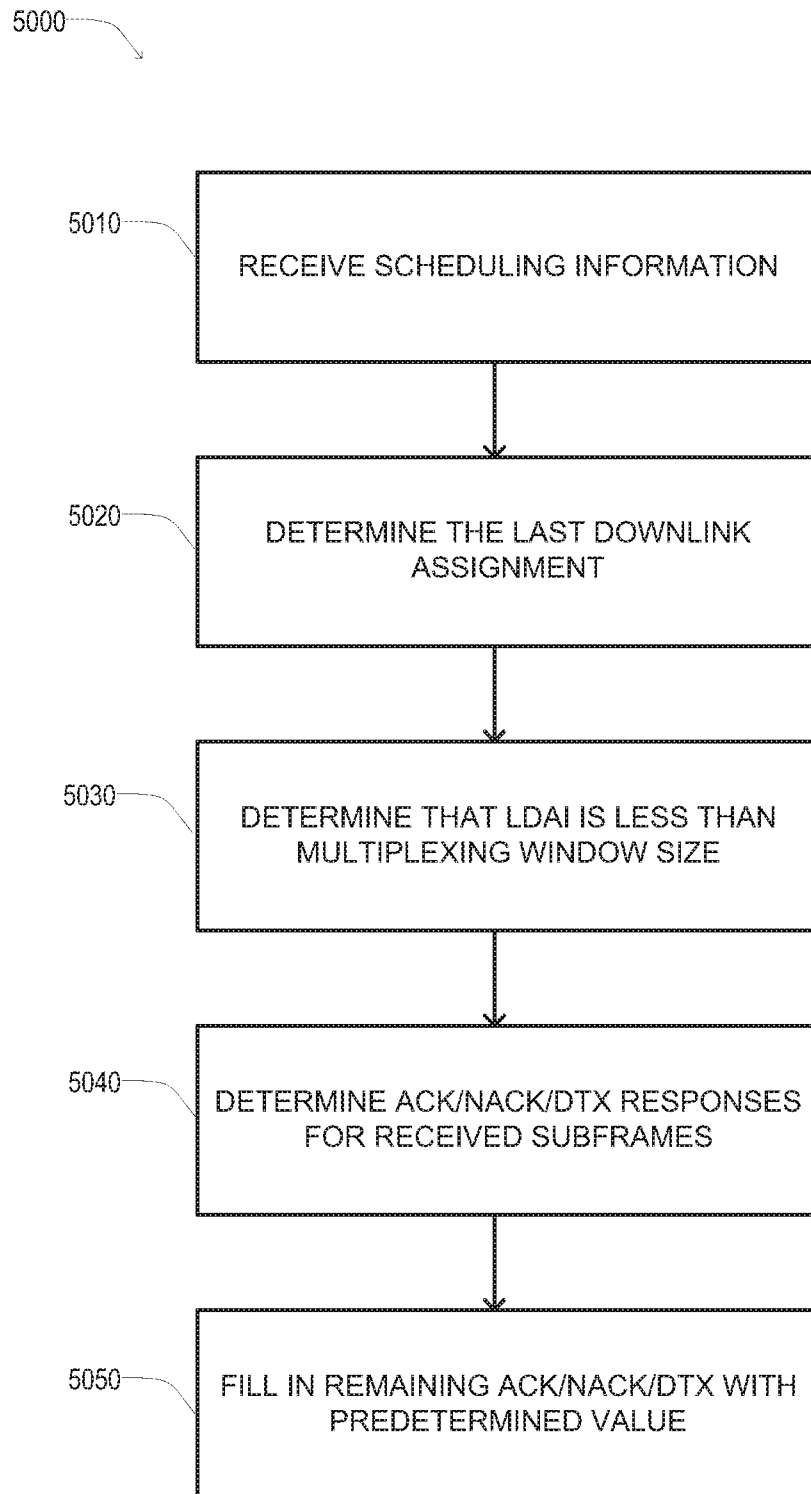 5000
5010
RECEIVE SCHEDULING INFORMATION
5020
DETERMINE THE LAST DOWNLINK
ASSIGNMENT
5030
DETERMINE THAT LDAI IS LESS THAN
MULTIPLEXING WINDOW SIZE
5040
DETERMINE ACK/NACK/DTX RESPONSES
FOR RECEIVED SUBFRAMES
5050
FILL IN REMAINING ACK/NACK/DTX WITH
PREDETERMINED VALUE